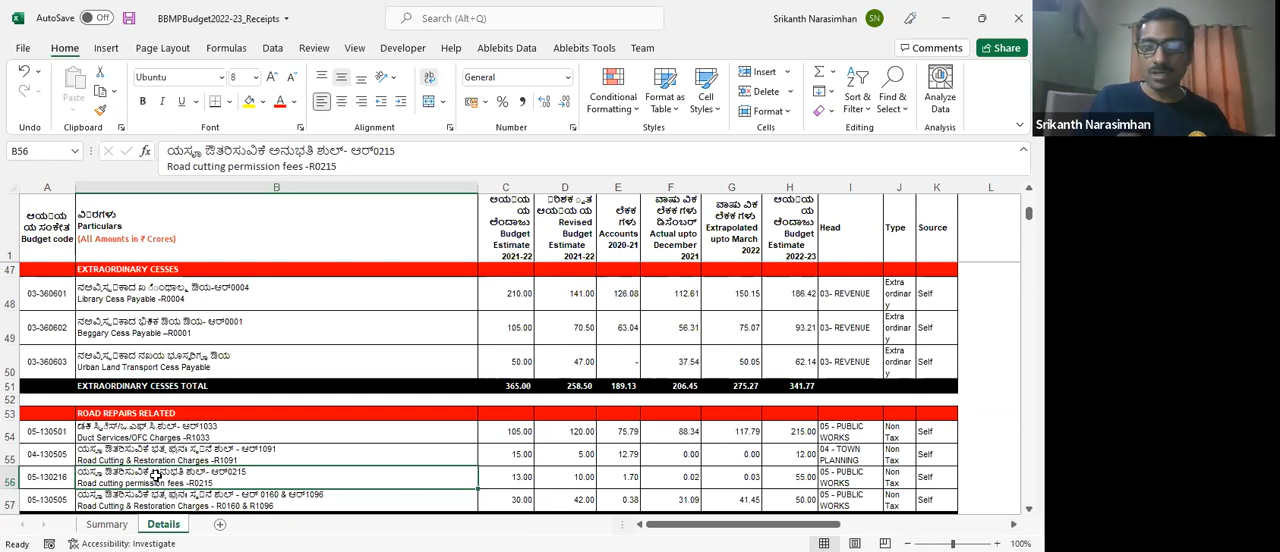 AutoSave Off BBMPBudget2022-23_Receipts Search (Alt+Q) Srikanth Narasimhan SN
File Home Insert Page Layout Formulas Data Review View Developer Help Ablebits Data Ablebits Tools Team Comments Share
Ubuntu 8 General Insert
Paste Conditional Formatting Format as Table Cell Styles Delete Sort & Filter Find & Select Analyze Data
Format
Undo Clipboard Font Alignment Number Styles Cells Editing Analysis
Srikanth Narasimhan
B56
Road cutting permission fees -R0215
A B C D E F G H I J K L
Budget code Particulars (All Amounts in ₹ Crores) Budget Estimate 2021-22 Revised Budget Estimate 2021-22 Accounts 2020-21 Actual upto December 2021 Extrapolated upto March 2022 Budget Estimate 2022-23 Head Type Source
47 EXTRAORDINARY CESSES
48 03-360601 Library Cess Payable -R0004 210.00 141.00 126.08 112.61 150.15 186.42 03- REVENUE Extra ordinary Self
49 03-360602 Beggary Cess Payable –R0001 105.00 70.50 63.04 56.31 75.07 93.21 03- REVENUE Extra ordinary Self
50 03-360603 Urban Land Transport Cess Payable 50.00 47.00 - 37.54 50.05 62.14 03- REVENUE Extra ordinary Self
51 EXTRAORDINARY CESSES TOTAL 365.00 258.50 189.13 206.45 275.27 341.77
52
53 ROAD REPAIRS RELATED
54 05-130501 Duct Services/OFC Charges -R1033 105.00 120.00 75.79 88.34 117.79 215.00 05 - PUBLIC WORKS Non Tax Self
55 04-130505 Road Cutting & Restoration Charges -R1091 15.00 5.00 12.79 0.00 0.00 12.00 04 - TOWN PLANNING Non Tax Self
56 05-130216 Road cutting permission fees -R0215 13.00 10.00 1.70 0.02 0.03 55.00 05 - PUBLIC WORKS Non Tax Self
57 05-130505 Road Cutting & Restoration Charges - R0160 & R1096 30.00 42.00 0.38 31.09 41.45 50.00 05 - PUBLIC WORKS Non Tax Self
Summary Details
Ready Accessibility: Investigate 100%